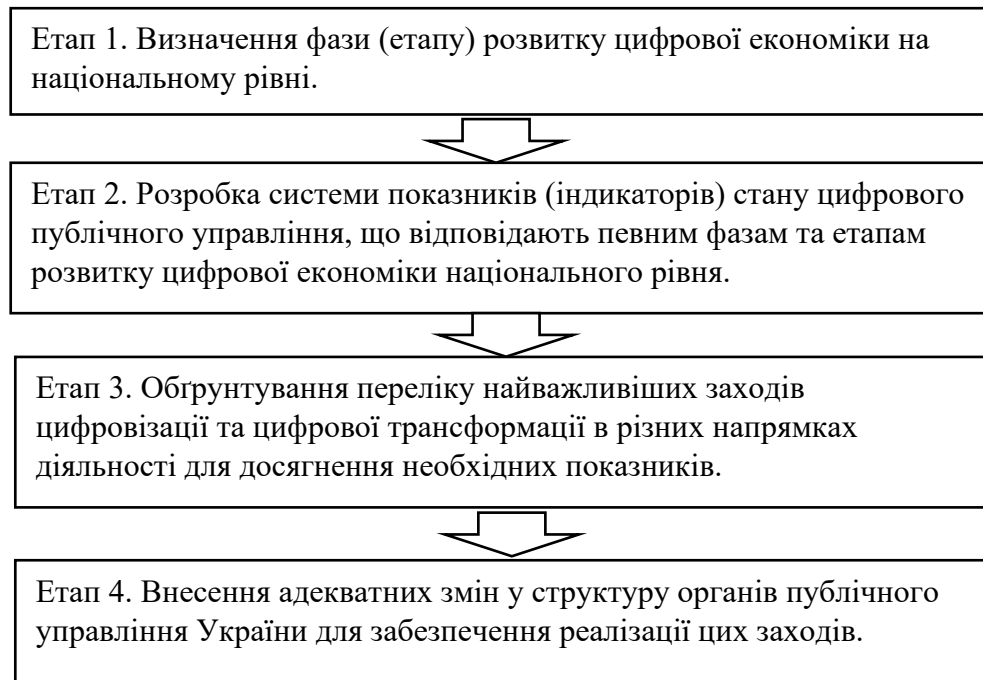 Етап 1. Визначення фази (етапу) розвитку цифрової економіки на
національному рівні.
Етап 2. Розробка системи показників (індикаторів) стану цифрового
публічного управління, що відповідають певним фазам та етапам
розвитку цифрової економіки національного рівня.
Етап 3. Обґрунтування переліку найважливіших заходів
цифровізації та цифрової трансформації в різних напрямках
діяльності для досягнення необхідних показників.
Етап 4. Внесення адекватних змін у структуру органів публічного
управління України для забезпечення реалізації цих заходів.